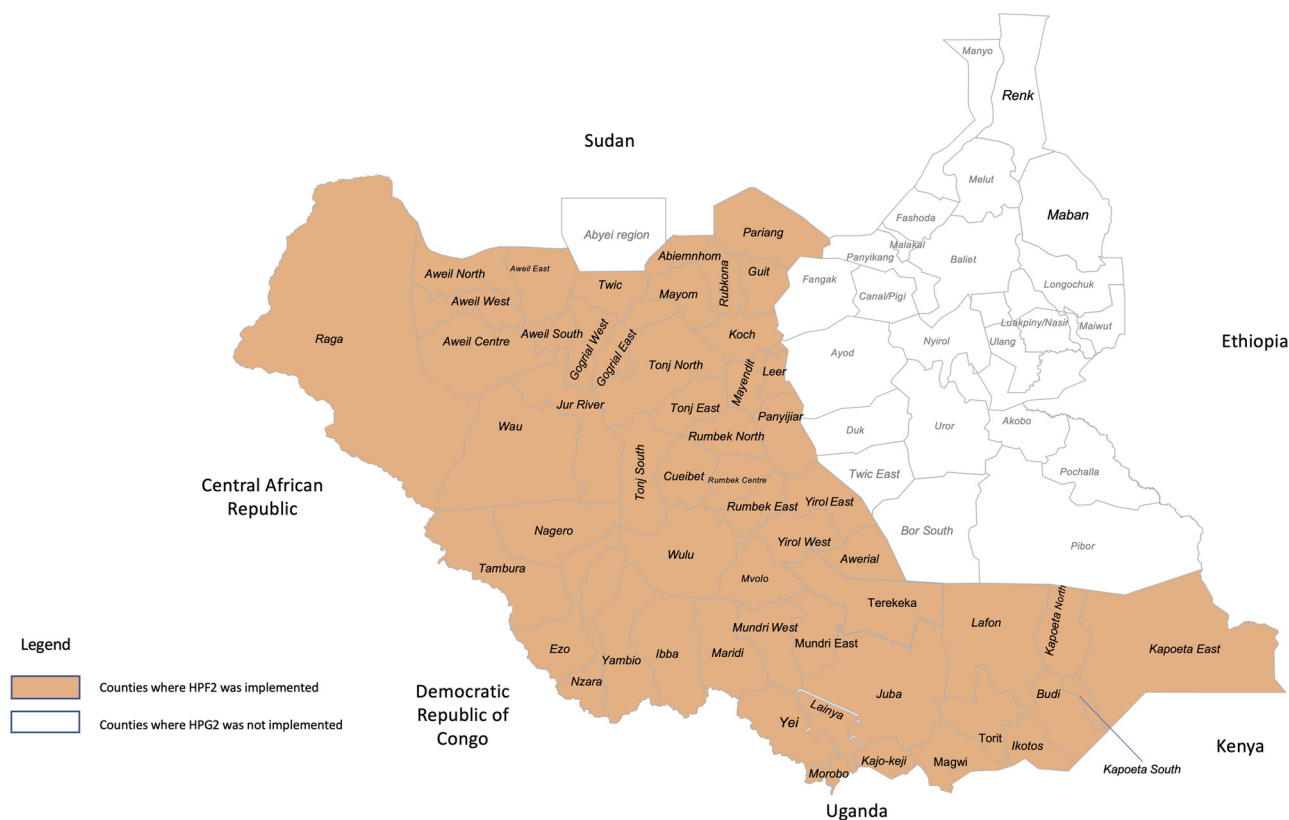 Manyo
Renk
Sudan
Melut
Maban
Fashoda
Abyei region
Pariang
Malakal
Panyikang
Baliet
Abiemnhom
Aweil North
Aweil East
Guit
Rubkona
Fangak
Longochuk
Twic
Mayom
Canal/Pigi
Aweil West
Luakpiny/Nasir
Maiwut
Raga
Aweil Centre
Aweil South
Gogrial West
Gogrial East
Koch
Nyirol
Ulang
Ethiopia
Ayod
Tonj North
Mayendit
Leer
Jur River
Tonj East
Panyijiar
Wau
Rumbek North
Duk
Uror
Akobo
Tonj South
Cueibet
Rumbek Centre
Twic East
Pochalla
Central African
Republic
Rumbek East
Yirol East
Nagero
Yirol West
Bor South
Pibor
Wulu
Awerial
Tambura
Mvolo
Terekeka
Lafon
Kapoeta North
Legend
Mundri West
Mundri East
Ezo
Yambio
Ibba
Maridi
Kapoeta East
Nzara
Counties where HPF2 was implemented
Democratic
Republic of
Congo
Juba
Budi
Lainya
Yei
Counties where HPG2 was not implemented
Torit
Ikotos
Kenya
Kajo-keji
Magwi
Morobo
Kapoeta South
Uganda